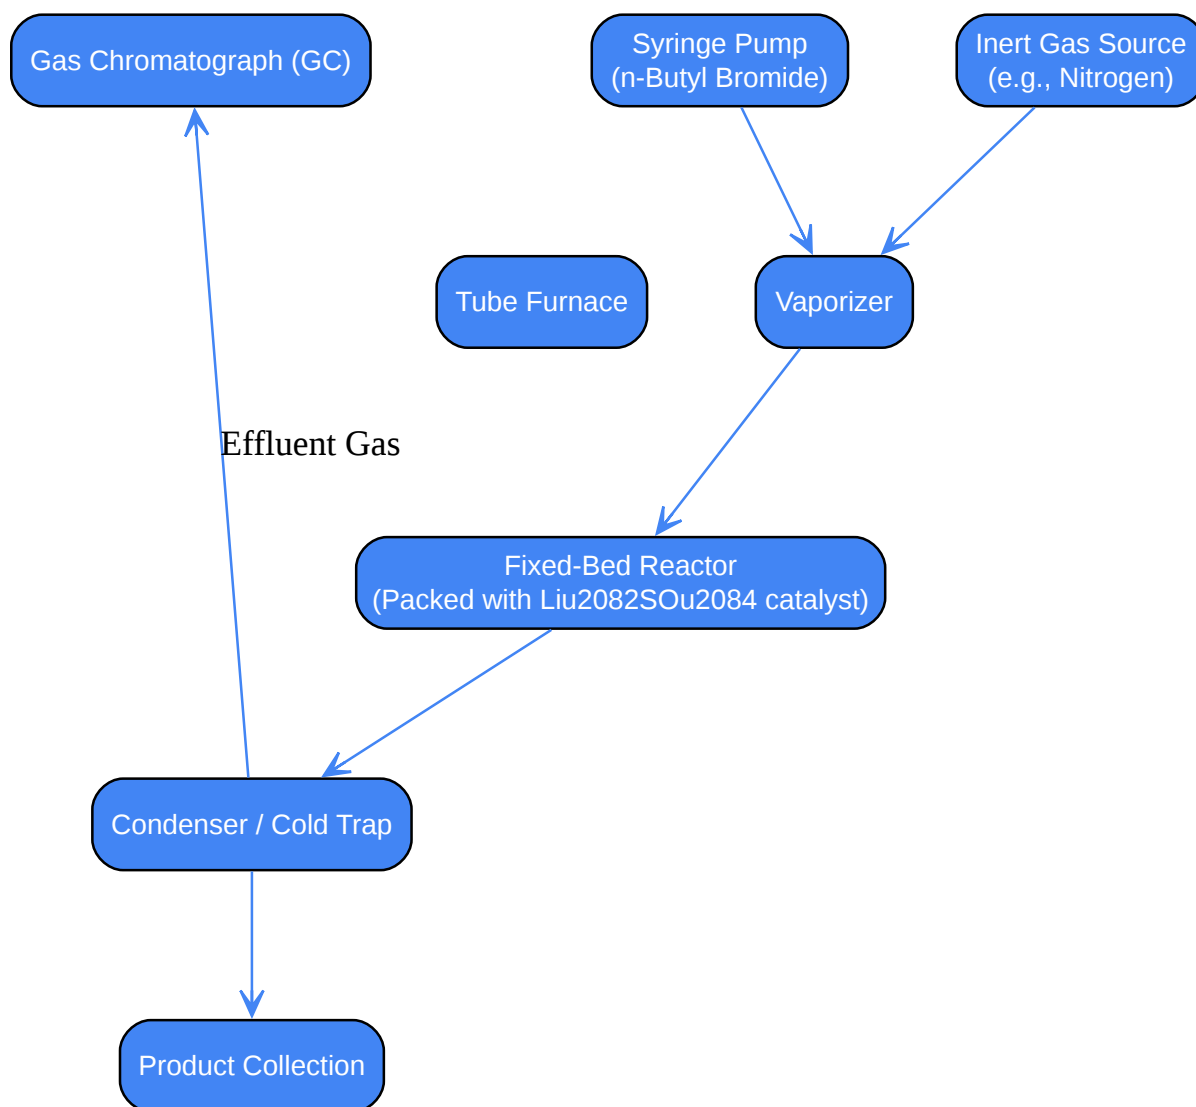 Gas Chromatograph (GC)
Syringe Pump
(n-Butyl Bromide)
Inert Gas Source
(e.g., Nitrogen)
Tube Furnace
Vaporizer
Effluent Gas
Fixed-Bed Reactor
(Packed with Liu2082SOu2084 catalyst)
Condenser / Cold Trap
Product Collection